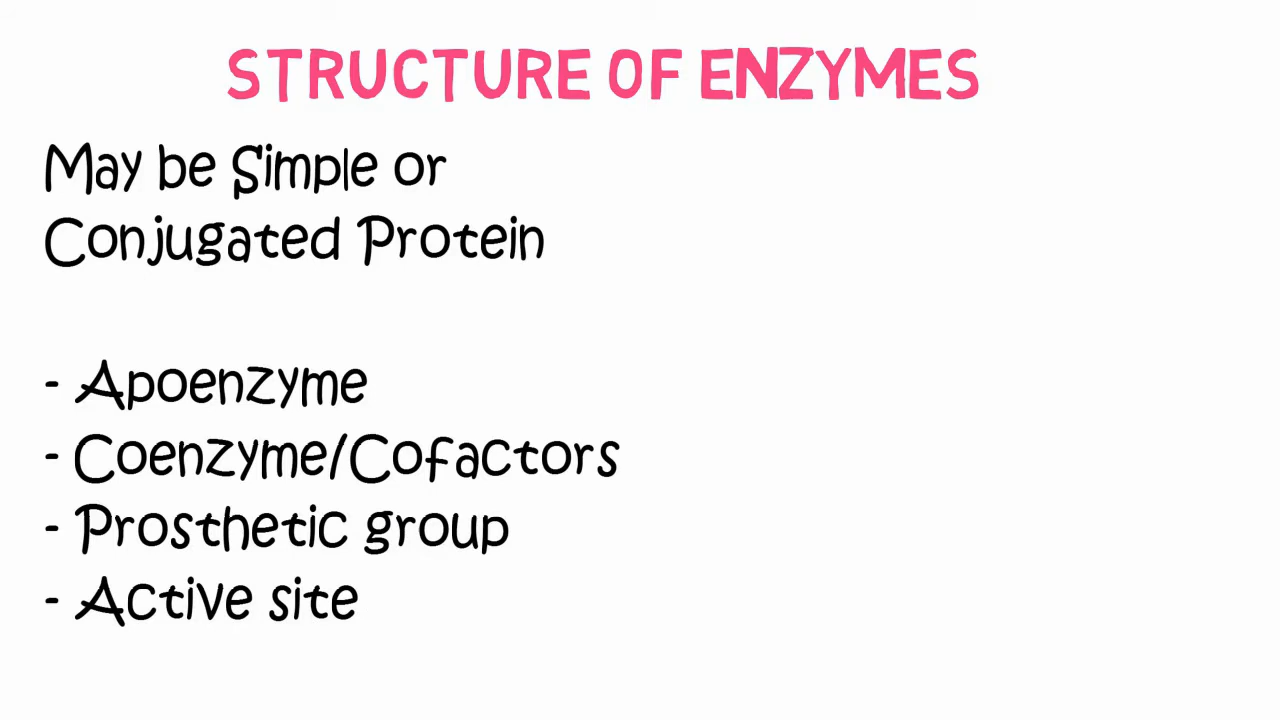 STRUCTURE OF ENZYMES
May be Simple or
Conjugated Protein
- Apoenzyme
- Coenzyme/Cofactors
- Prosthetic group
- Active site